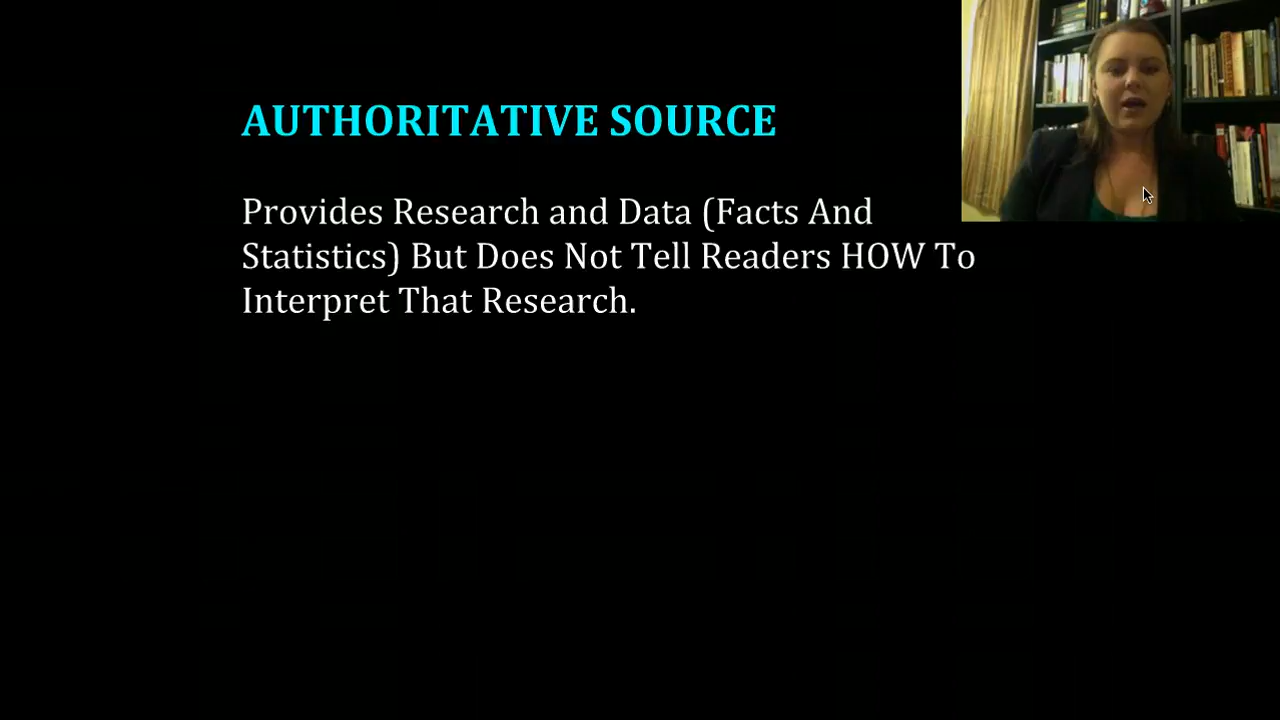 AUTHORITATIVE SOURCE
Provides Research and Data (Facts And
Statistics) But Does Not Tell Readers HOW To
Interpret That Research.